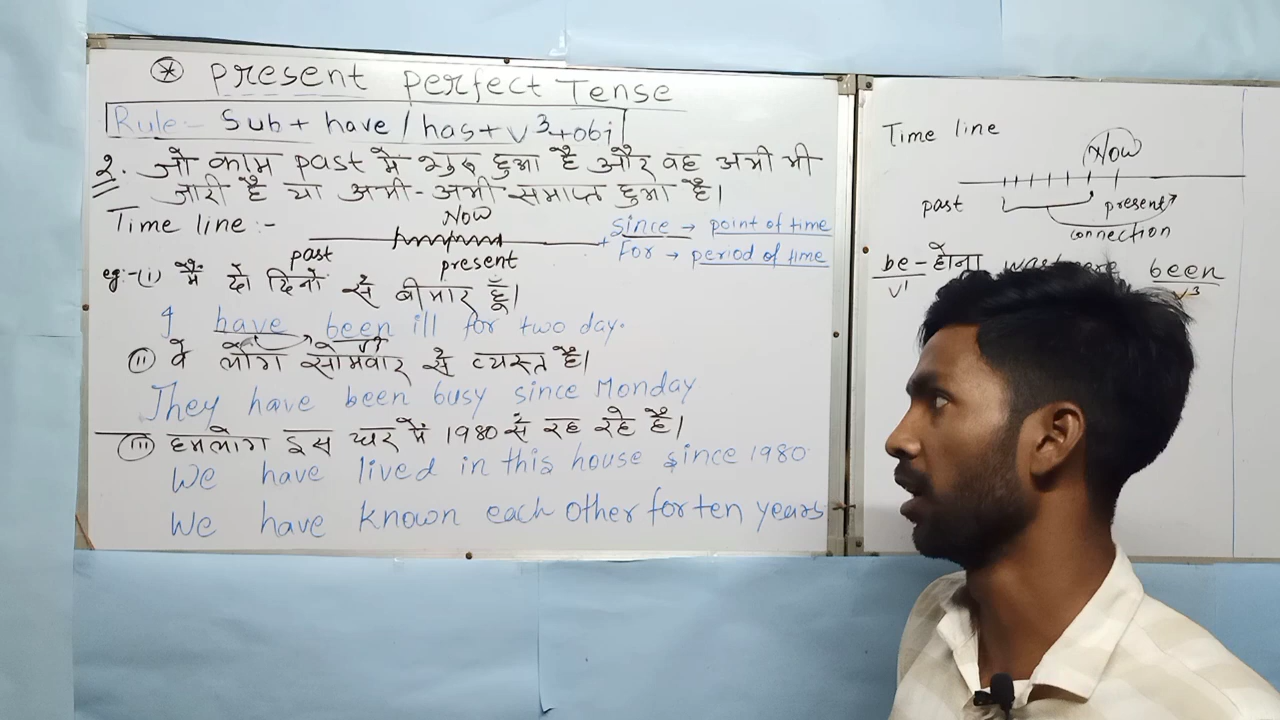 * Present perfect Tense
Rule:- Sub + have / has + v³ + obj
२. जो काम past में शुरू हुआ है और वह अभी भी
जारी है या अभी-अभी समाप्त हुआ है।
Time line :-
Now
past
present
Since → point of time
For → period of time
eg:-(i) मैं दो दिनों से बीमार हूँ।
I have been ill for two day.
v³
(ii) वे लोग सोमवार से व्यस्त है।
They have been busy since Monday
(iii) हमलोग इस घर में 1980 से रह रहे है।
We have lived in this house since 1980.
We have known each other for ten years
Time line
Now
past
present
connection
be - होना been
v¹ v³